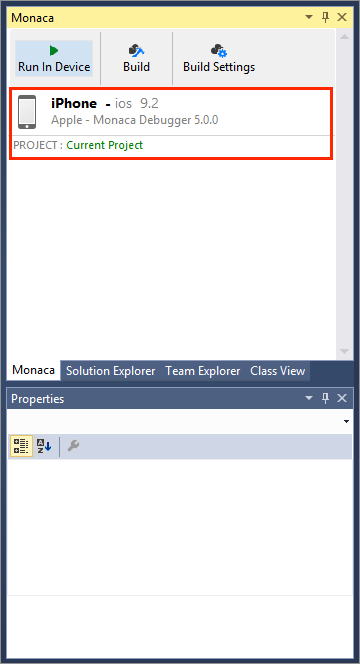 Monaca
Run In Device Build Build Settings
iPhone - ios 9.2
Apple - Monaca Debugger 5.0.0
PROJECT : Current Project
Monaca Solution Explorer Team Explorer Class View
Properties
A
Z